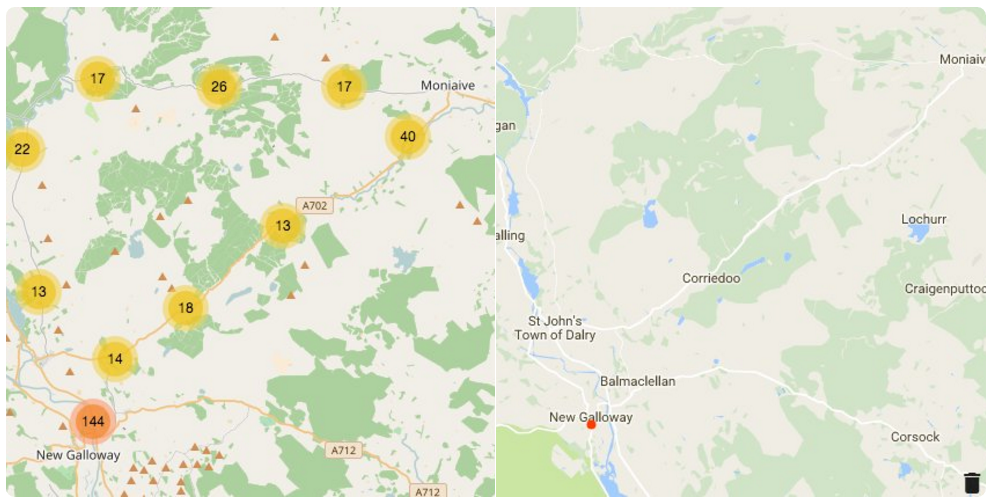 17
26
17
Moniaive
40
22
A702
13
13
18
14
144
New Galloway
A712
A712
Moniaiv
gan
Lochurr
alling
Corriedoo
Craigenputtoc
St John's
Town of Dalry
Balmaclellan
New Galloway
Corsock